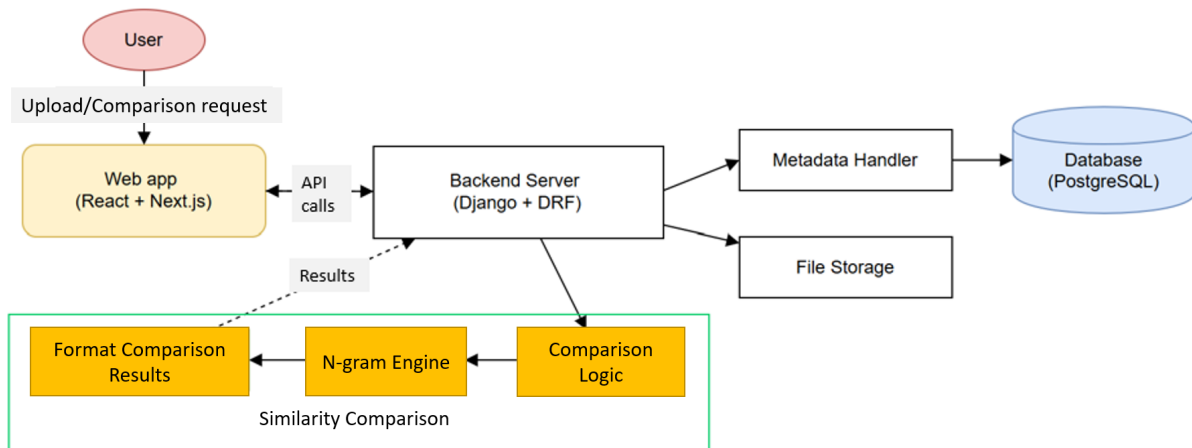 User
Upload/Comparison request
Web app
(React + Next.js)
API
calls
Backend Server
(Django + DRF)
Metadata Handler
Database
(PostgreSQL)
File Storage
Results
Format Comparison
Results
N-gram Engine
Comparison
Logic
Similarity Comparison